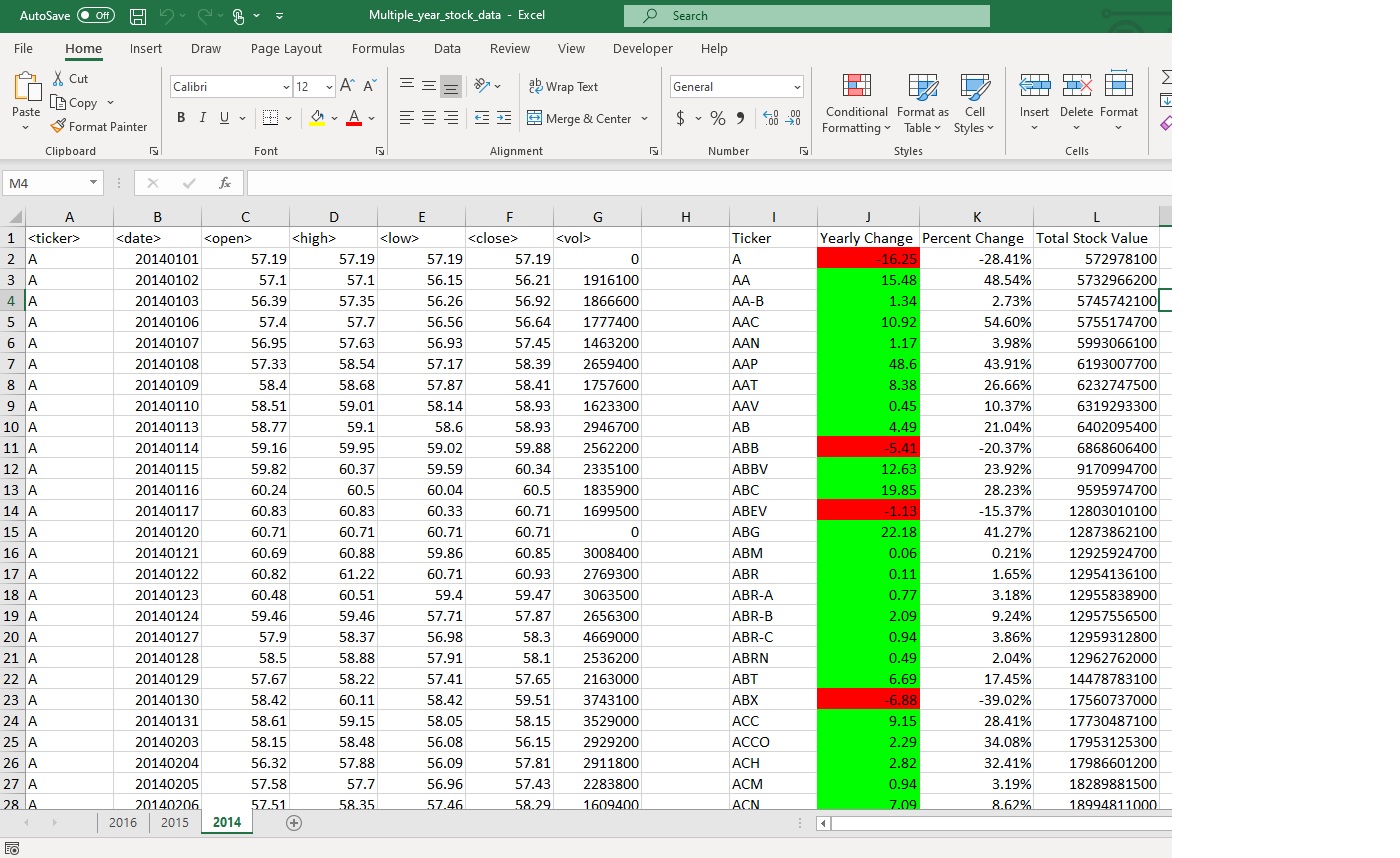 AutoSave Off Multiple_year_stock_data - Excel Search
File Home Insert Draw Page Layout Formulas Data Review View Developer Help
Paste Cut Copy Format Painter Clipboard
Calibri 12 A A B I U A Font
ab Wrap Text Merge & Center Alignment
General $ % Number
Conditional Formatting Format as Table Cell Styles Styles
Insert Delete Format Cells
M4 fx
A B C D E F G H I J K L
1 <ticker> <date> <open> <high> <low> <close> <vol> Ticker Yearly Change Percent Change Total Stock Value
2 A 20140101 57.19 57.19 57.19 57.19 0 A -16.25 -28.41% 572978100
3 A 20140102 57.1 57.1 56.15 56.21 1916100 AA 15.48 48.54% 5732966200
4 A 20140103 56.39 57.35 56.26 56.92 1866600 AA-B 1.34 2.73% 5745742100
5 A 20140106 57.4 57.7 56.56 56.64 1777400 AAC 10.92 54.60% 5755174700
6 A 20140107 56.95 57.63 56.93 57.45 1463200 AAN 1.17 3.98% 5993066100
7 A 20140108 57.33 58.54 57.17 58.39 2659400 AAP 48.6 43.91% 6193007700
8 A 20140109 58.4 58.68 57.87 58.41 1757600 AAT 8.38 26.66% 6232747500
9 A 20140110 58.51 59.01 58.14 58.93 1623300 AAV 0.45 10.37% 6319293300
10 A 20140113 58.77 59.1 58.6 58.93 2946700 AB 4.49 21.04% 6402095400
11 A 20140114 59.16 59.95 59.02 59.88 2562200 ABB -5.41 -20.37% 6868606400
12 A 20140115 59.82 60.37 59.59 60.34 2335100 ABBV 12.63 23.92% 9170994700
13 A 20140116 60.24 60.5 60.04 60.5 1835900 ABC 19.85 28.23% 9595974700
14 A 20140117 60.83 60.83 60.33 60.71 1699500 ABEV -1.13 -15.37% 12803010100
15 A 20140120 60.71 60.71 60.71 60.71 0 ABG 22.18 41.27% 12873862100
16 A 20140121 60.69 60.88 59.86 60.85 3008400 ABM 0.06 0.21% 12925924700
17 A 20140122 60.82 61.22 60.71 60.93 2769300 ABR 0.11 1.65% 12954136100
18 A 20140123 60.48 60.51 59.4 59.47 3063500 ABR-A 0.77 3.18% 12955838900
19 A 20140124 59.46 59.46 57.71 57.87 2656300 ABR-B 2.09 9.24% 12957556500
20 A 20140127 57.9 58.37 56.98 58.3 4669000 ABR-C 0.94 3.86% 12959312800
21 A 20140128 58.5 58.88 57.91 58.1 2536200 ABRN 0.49 2.04% 12962762000
22 A 20140129 57.67 58.22 57.41 57.65 2163000 ABT 6.69 17.45% 14478783100
23 A 20140130 58.42 60.11 58.42 59.51 3743100 ABX -6.88 -39.02% 17560737000
24 A 20140131 58.61 59.15 58.05 58.15 3529000 ACC 9.15 28.41% 17730487100
25 A 20140203 58.15 58.48 56.08 56.15 2929200 ACCO 2.29 34.08% 17953125300
26 A 20140204 56.32 57.88 56.09 57.81 2911800 ACH 2.82 32.41% 17986601200
27 A 20140205 57.58 57.7 56.96 57.43 2283800 ACM 0.94 3.19% 18289881500
28 A 20140206 57.51 58.35 57.46 58.29 1609400 ACN 7.09 8.62% 18994811000
2016 2015 2014